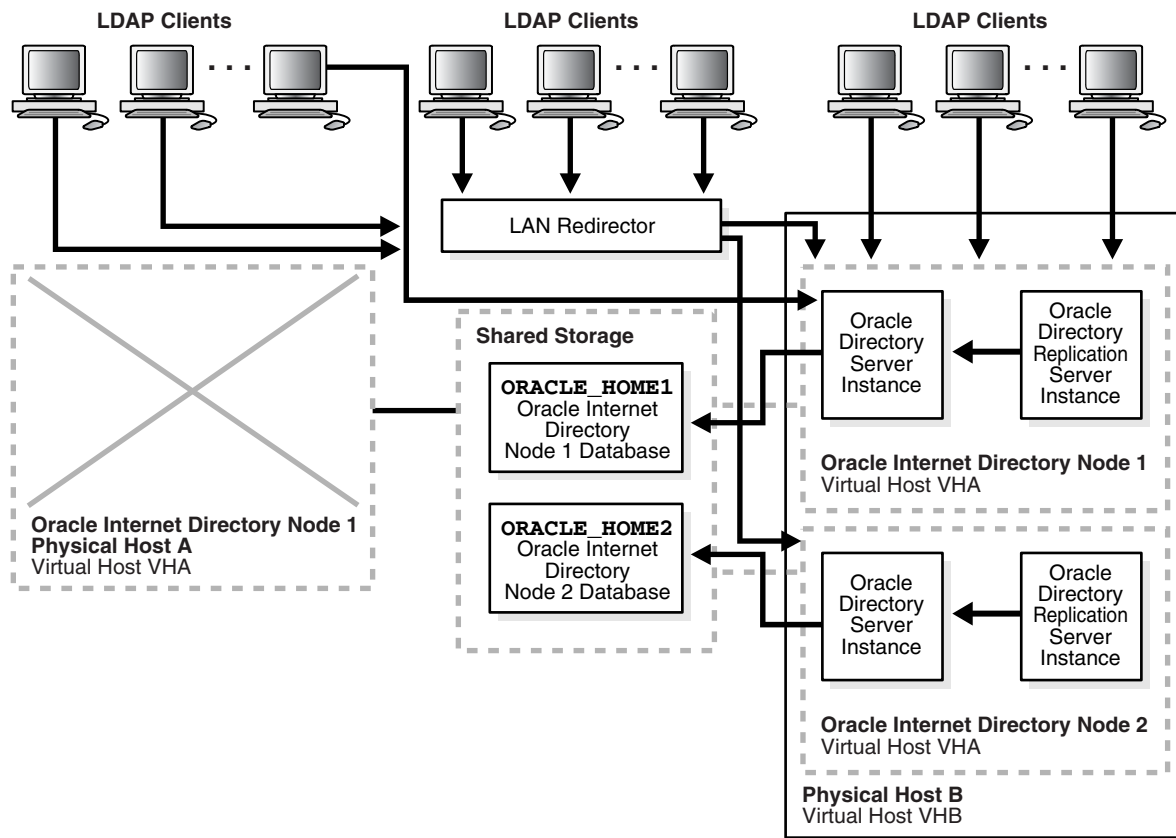 LDAP Clients
LDAP Clients
LDAP Clients
LAN Redirector
Shared Storage
ORACLE_HOME1
Oracle Internet
Directory
Node 1 Database
ORACLE_HOME2
Oracle Internet
Directory
Node 2 Database
Oracle Internet Directory Node 1
Physical Host A
Virtual Host VHA
Oracle
Directory
Server
Instance
Oracle
Directory
Replication
Server
Instance
Oracle Internet Directory Node 1
Virtual Host VHA
Oracle
Directory
Server
Instance
Oracle
Directory
Replication
Server
Instance
Oracle Internet Directory Node 2
Virtual Host VHA
Physical Host B
Virtual Host VHB